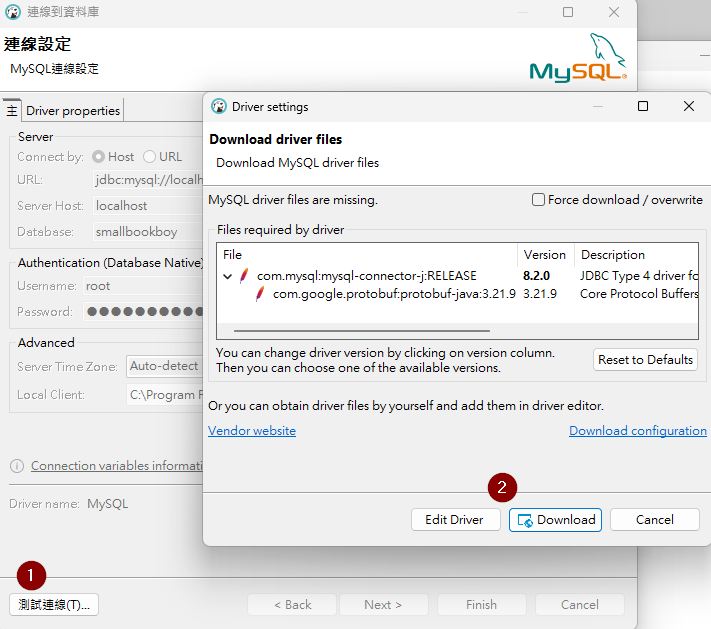 連線到資料庫
連線設定
MySQL連線設定
MySQL
主
Driver properties
Server
Connect by:
Host
URL
URL:
jdbc:mysql://localh
Server Host:
localhost
Database:
smallbookboy
Authentication (Database Native)
Username:
root
Password:
Advanced
Server Time Zone:
Auto-detect
Local Client:
C:\Program F
Connection variables informati
Driver name:
MySQL
1
測試連線(T)...
< Back
Next >
Finish
Cancel
Driver settings
Download driver files
Download MySQL driver files
MySQL driver files are missing.
Force download / overwrite
Files required by driver
File Version Description
com.mysql:mysql-connector-j:RELEASE 8.2.0 JDBC Type 4 driver fo
com.google.protobuf:protobuf-java:3.21.9 3.21.9 Core Protocol Buffers
You can change driver version by clicking on version column.
Then you can choose one of the available versions.
Reset to Defaults
Or you can obtain driver files by yourself and add them in driver editor.
Vendor website
Download configuration
2
Edit Driver
Download
Cancel